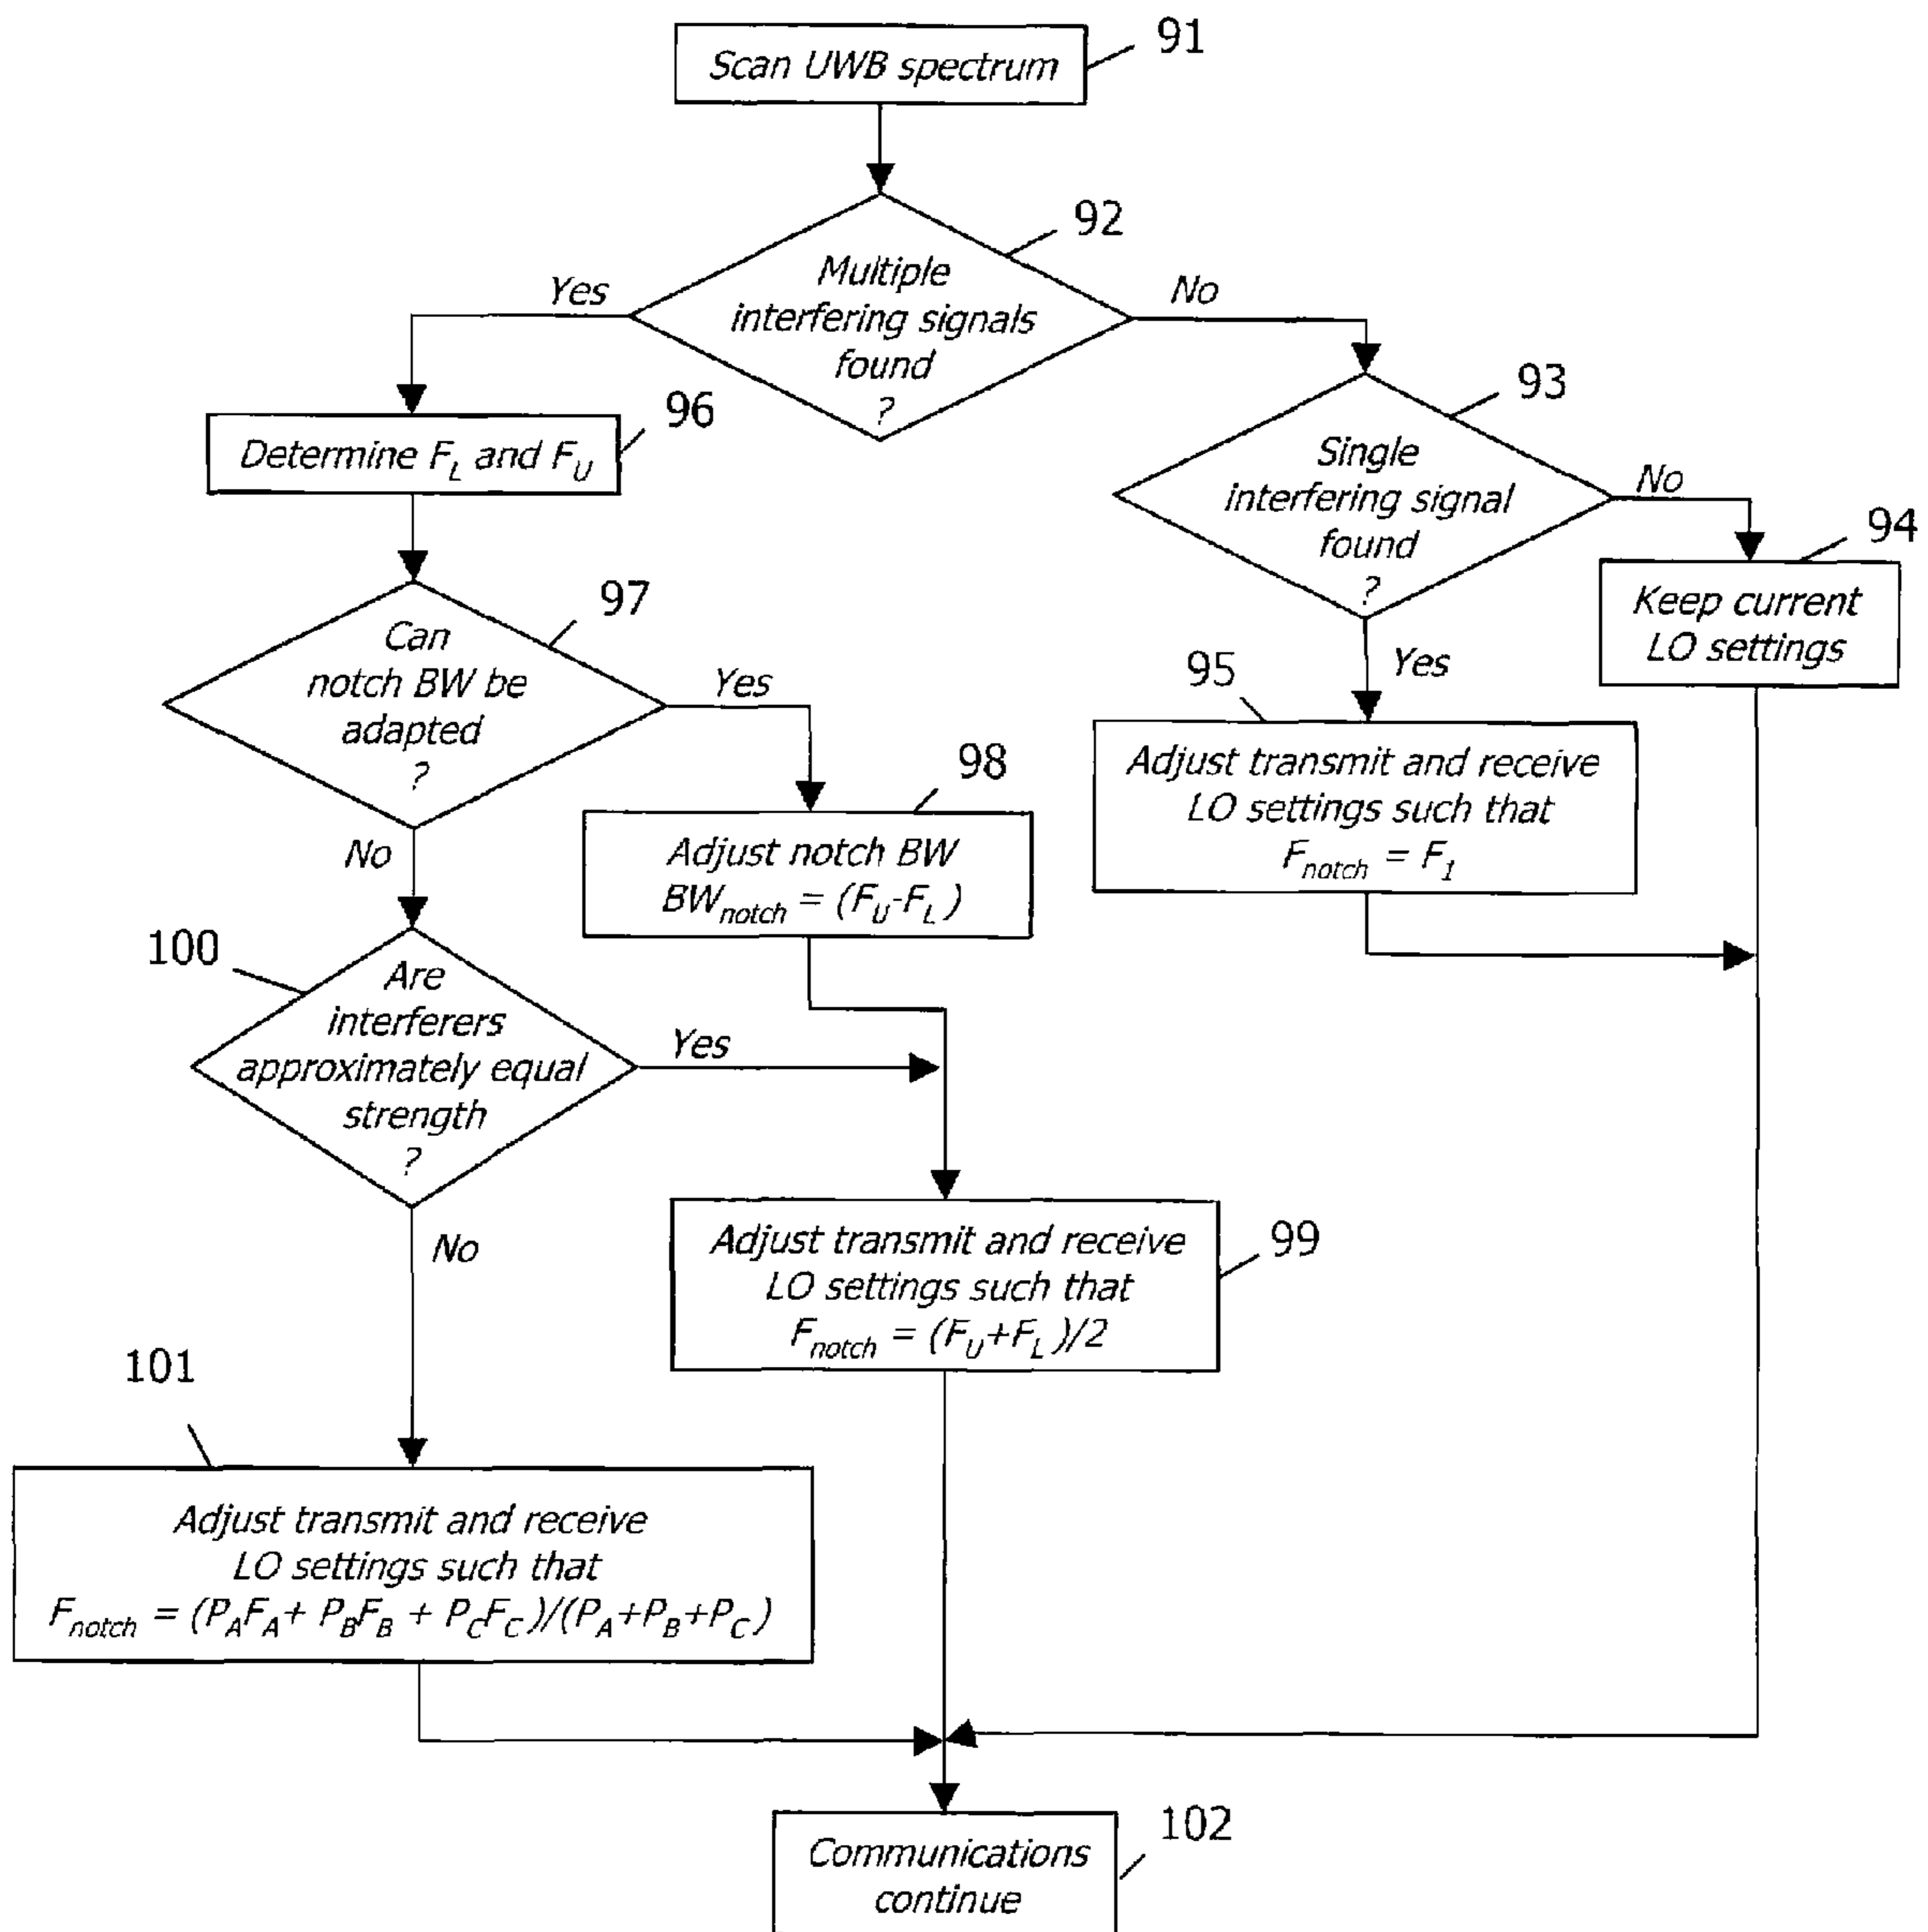 Scan UWB spectrum
91
Multiple
interfering signals
found
?
92
Yes
No
Single
interfering signal
found
?
93
No
Yes
Keep current
LO settings
94
Adjust transmit and receive
LO settings such that
F_notch = F_1
95
Determine F_L and F_U
96
Can
notch BW be
adapted
?
97
Yes
No
Adjust notch BW
BW_notch = (F_U-F_L)
98
Are
interferers
approximately equal
strength
?
100
Yes
No
Adjust transmit and receive
LO settings such that
F_notch = (F_U+F_L)/2
99
Adjust transmit and receive
LO settings such that
F_notch = (P_AF_A+ P_BF_B + P_CF_C)/(P_A+P_B+P_C)
101
Communications
continue
102